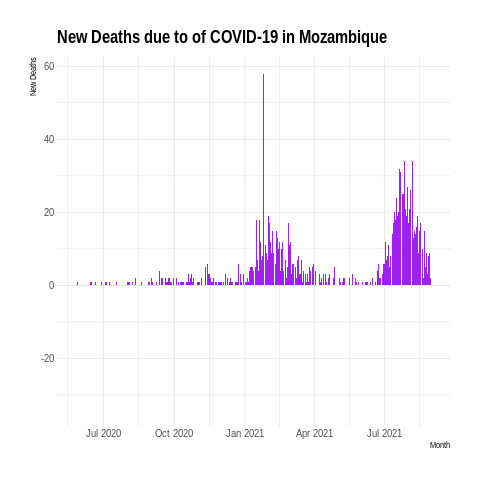 New Deaths due to of COVID-19 in Mozambique
New Deaths
60
40
20
0
-20
Jul 2020 Oct 2020 Jan 2021 Apr 2021 Jul 2021
Month